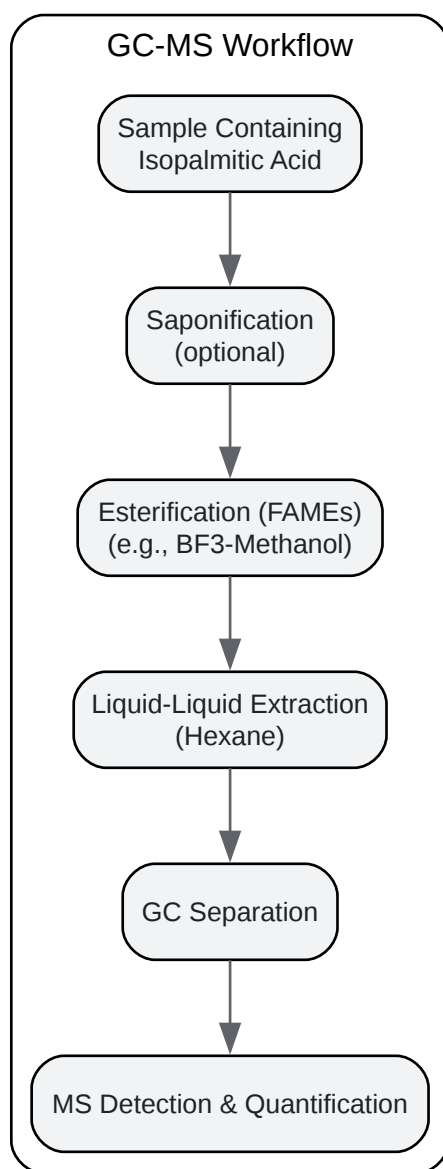 GC-MS Workflow
Sample Containing
Isopalmitic Acid
Saponification
(optional)
Esterification (FAMEs)
(e.g., BF3-Methanol)
Liquid-Liquid Extraction
(Hexane)
GC Separation
MS Detection & Quantification